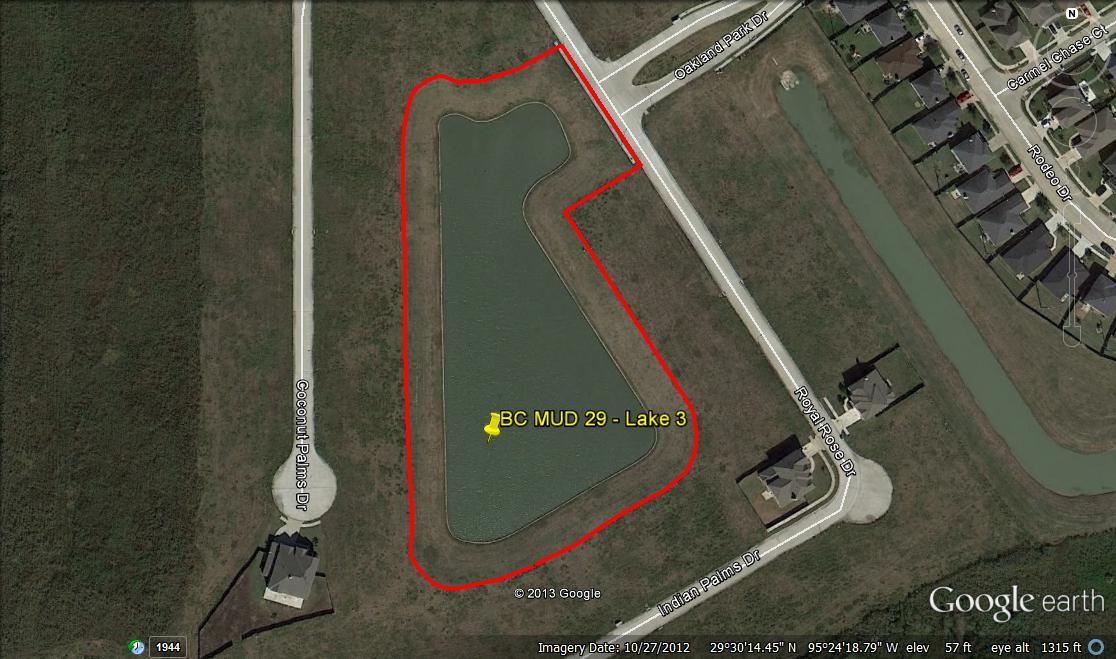 N
Oakland Park Dr
Carmel Chase Ct
Rodeo Dr
Coconut Palms Dr
BC MUD 29 - Lake 3
Royal Rose Dr
Indian Palms Dr
© 2013 Google
Google earth
1944
Imagery Date: 10/27/2012 29°30'14.45" N 95°24'18.79" W elev 57 ft eye alt 1315 ft